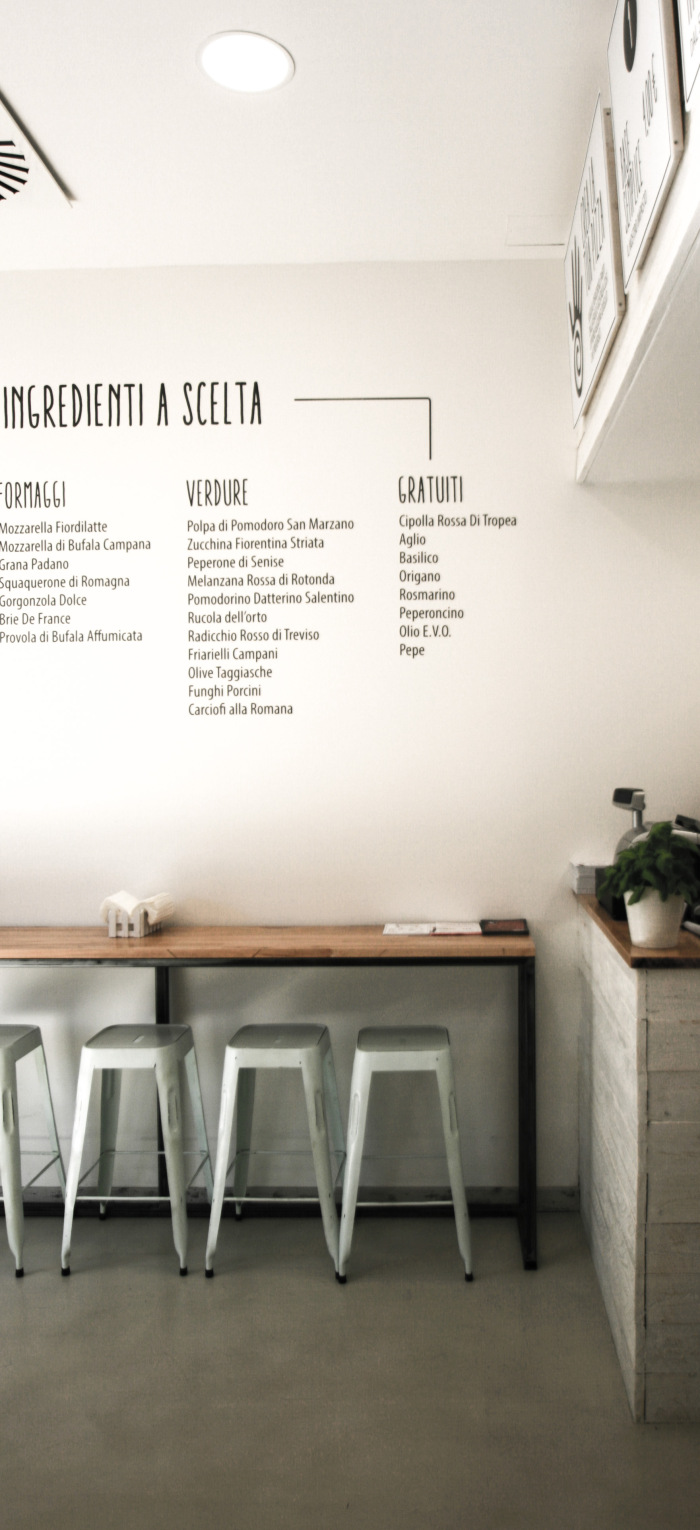 INGREDIENTI A SCELTA
FORMAGGI
Mozzarella Fiordilatte
Mozzarella di Bufala Campana
Grana Padano
Squaquerone di Romagna
Gorgonzola Dolce
Brie De France
Provola di Bufala Affumicata
VERDURE
Polpa di Pomodoro San Marzano
Zucchina Fiorentina Striata
Peperone di Senise
Melanzana Rossa di Rotonda
Pomodorino Datterino Salentino
Rucola dell'orto
Radicchio Rosso di Treviso
Friarielli Campani
Olive Taggiasche
Funghi Porcini
Carciofi alla Romana
GRATUITI
Cipolla Rossa Di Tropea
Aglio
Basilico
Origano
Rosmarino
Peperoncino
Olio E.V.O.
Pepe